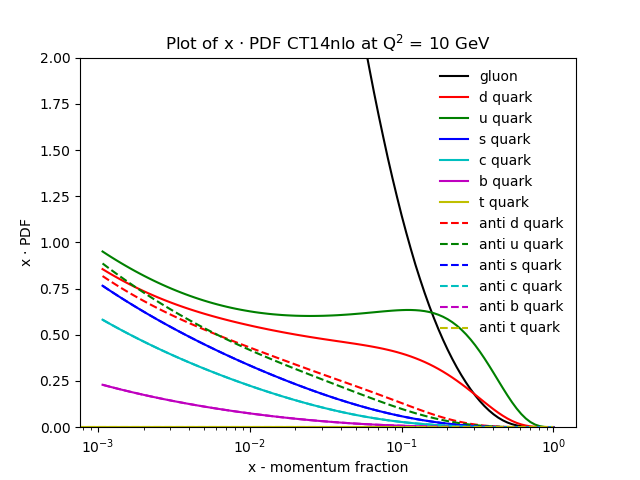 Plot of x · PDF CT14nlo at Q² = 10 GeV
x · PDF
2.00
1.75
1.50
1.25
1.00
0.75
0.50
0.25
0.00
gluon
d quark
u quark
s quark
c quark
b quark
t quark
anti d quark
anti u quark
anti s quark
anti c quark
anti b quark
anti t quark
10⁻³
10⁻²
10⁻¹
10⁰
x - momentum fraction